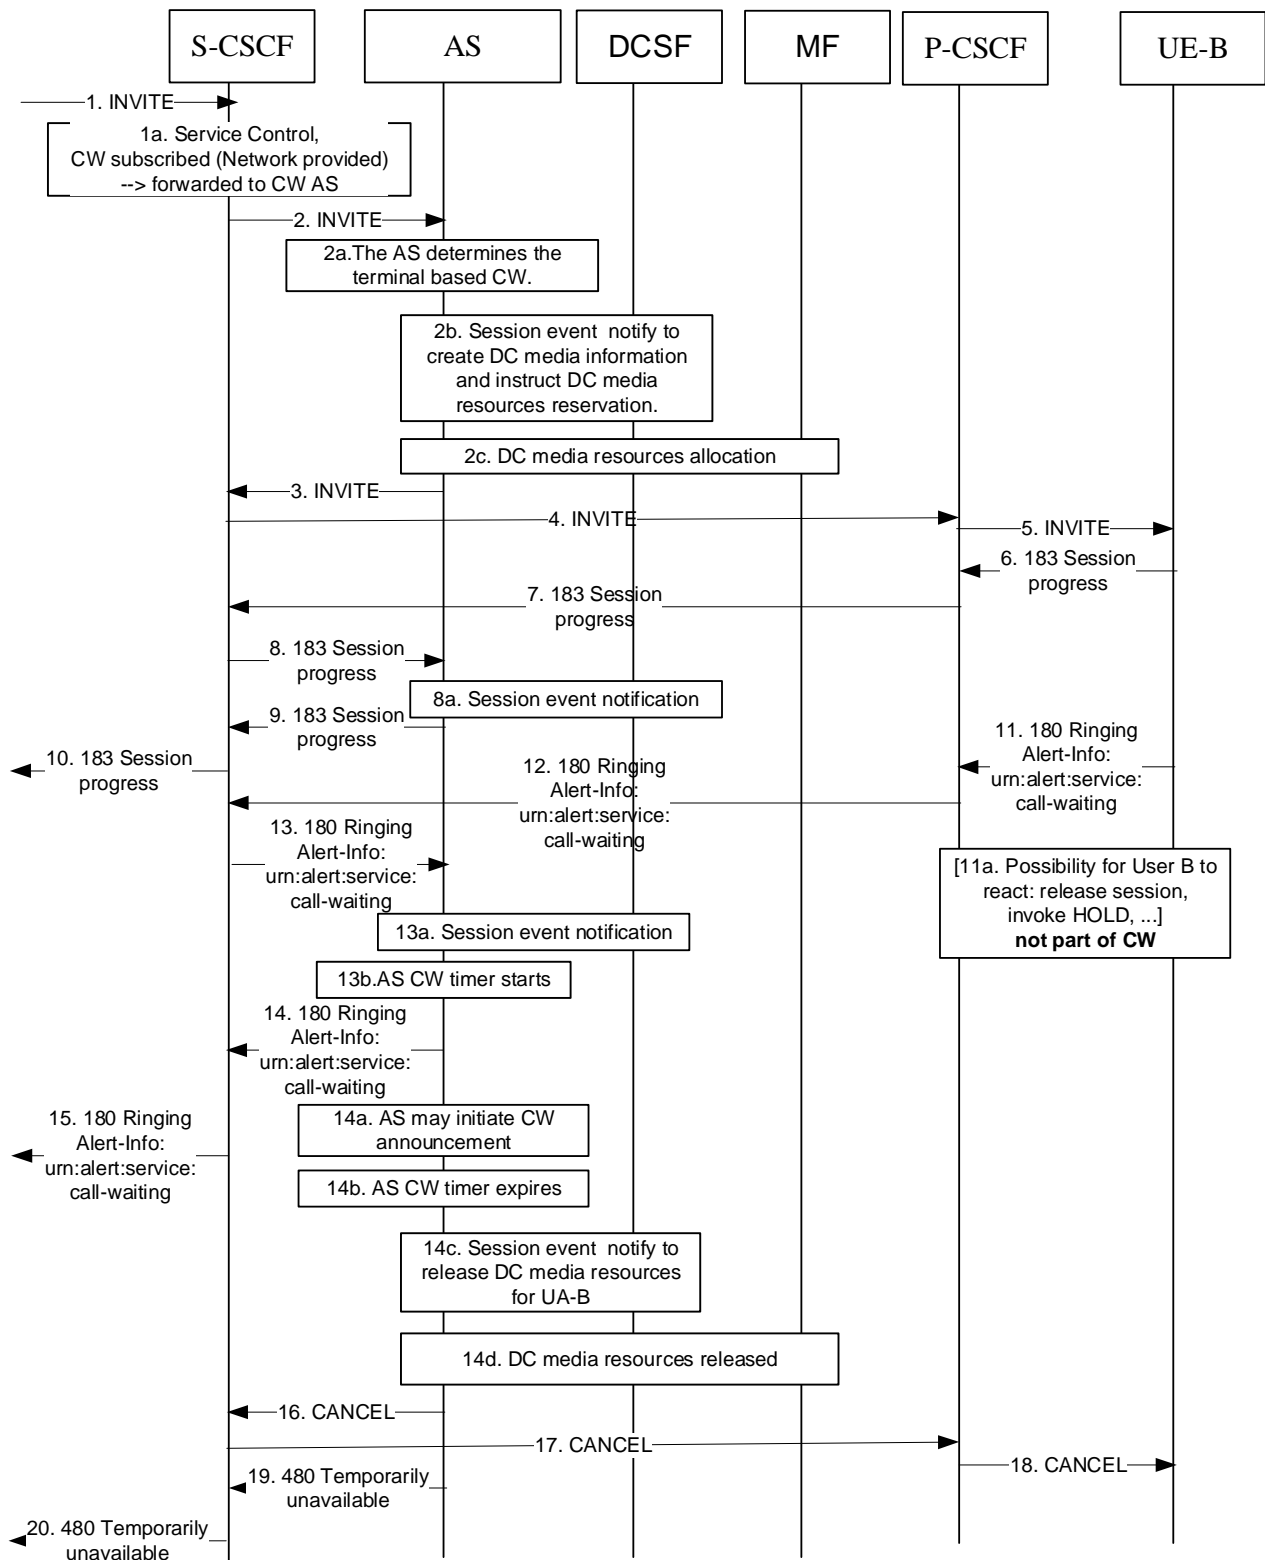 S-CSCF
AS
DCSF
MF
P-CSCF
UE-B
1. INVITE
1a. Service Control,
CW subscribed (Network provided)
--> forwarded to CW AS
2. INVITE
2a.The AS determines the
terminal based CW.
2b. Session event notify to
create DC media information
and instruct DC media
resources reservation.
2c. DC media resources allocation
3. INVITE
4. INVITE
5. INVITE
6. 183 Session
progress
7. 183 Session
progress
8. 183 Session
progress
8a. Session event notification
9. 183 Session
progress
10. 183 Session
progress
11. 180 Ringing
Alert-Info:
urn:alert:service:
call-waiting
12. 180 Ringing
Alert-Info:
urn:alert:service:
call-waiting
13. 180 Ringing
Alert-Info:
urn:alert:service:
call-waiting
[11a. Possibility for User B to
react: release session,
invoke HOLD, ...]
not part of CW
13a. Session event notification
13b.AS CW timer starts
14. 180 Ringing
Alert-Info:
urn:alert:service:
call-waiting
15. 180 Ringing
Alert-Info:
urn:alert:service:
call-waiting
14a. AS may initiate CW
announcement
14b. AS CW timer expires
14c. Session event notify to
release DC media resources
for UA-B
14d. DC media resources released
16. CANCEL
17. CANCEL
18. CANCEL
19. 480 Temporarily
unavailable
20. 480 Temporarily
unavailable